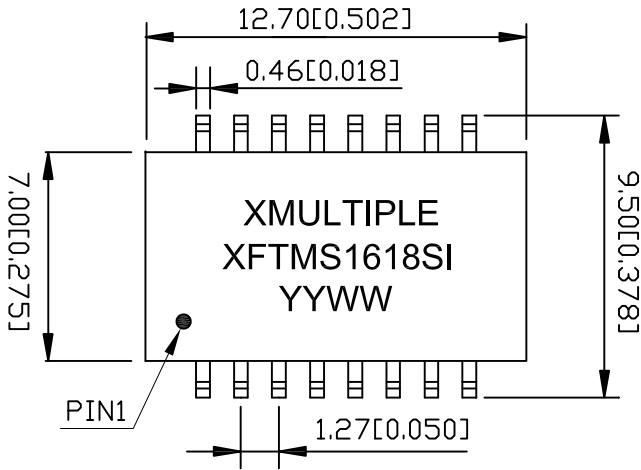 12.70[0.502]
0.46[0.018]
7.00[0.275]
XMULTIPLE
XFTMS1618SI
YYWW
9.50[0.378]
PIN1
1.27[0.050]